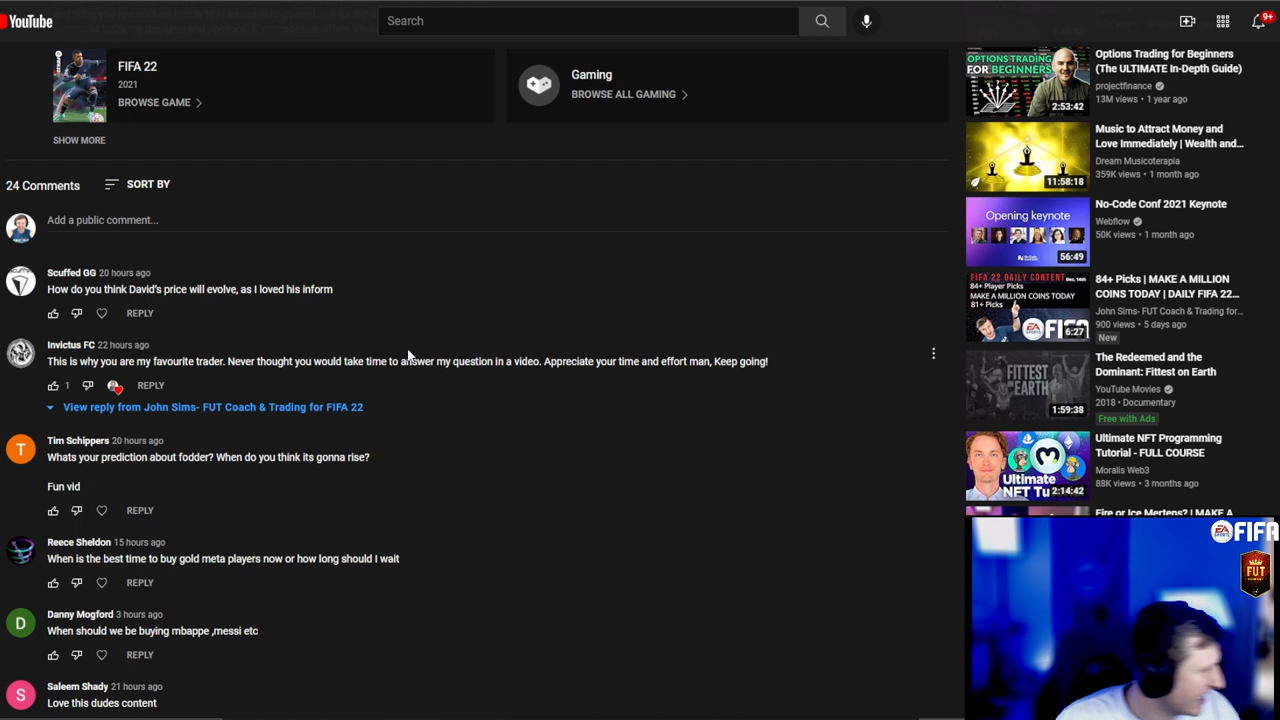 YouTube
Search
9+
FIFA 22
2021
BROWSE GAME
Gaming
BROWSE ALL GAMING
SHOW MORE
24 Comments
SORT BY
Add a public comment...
Scuffed GG 20 hours ago
How do you think David's price will evolve, as I loved his inform
REPLY
Invictus FC 22 hours ago
This is why you are my favourite trader. Never thought you would take time to answer my question in a video. Appreciate your time and effort man, Keep going!
1
REPLY
View reply from John Sims- FUT Coach & Trading for FIFA 22
T
Tim Schippers 20 hours ago
Whats your prediction about fodder? When do you think its gonna rise?
Fun vid
REPLY
Reece Sheldon 15 hours ago
When is the best time to buy gold meta players now or how long should I wait
REPLY
D
Danny Mogford 3 hours ago
When should we be buying mbappe ,messi etc
REPLY
S
Saleem Shady 21 hours ago
Love this dudes content
OPTIONS TRADING
FOR BEGINNERS
2:53:42
Options Trading for Beginners
(The ULTIMATE In-Depth Guide)
projectfinance
13M views • 1 year ago
11:58:18
Music to Attract Money and
Love Immediately | Wealth and...
Dream Musicoterapia
359K views • 1 month ago
Opening keynote
56:49
No-Code Conf 2021 Keynote
Webflow
50K views • 1 month ago
FIFA 22 DAILY CONTENT
Dec. 14th
84+ Player Picks
MAKE A MILLION COINS TODAY
81+ Picks
EA SPORTS
FIFA
6:27
84+ Picks | MAKE A MILLION
COINS TODAY | DAILY FIFA 22...
John Sims- FUT Coach & Trading for...
900 views • 5 days ago
New
FITTEST
1:59:38
The Redeemed and the
Dominant: Fittest on Earth
YouTube Movies
2018 • Documentary
Free with Ads
Ultimate
NFT Tu
2:14:42
Ultimate NFT Programming
Tutorial - FULL COURSE
Moralis Web3
88K views • 3 months ago
Fire or Ice Mertens? | MAKE A
EA SPORTS
FIFA
FUT